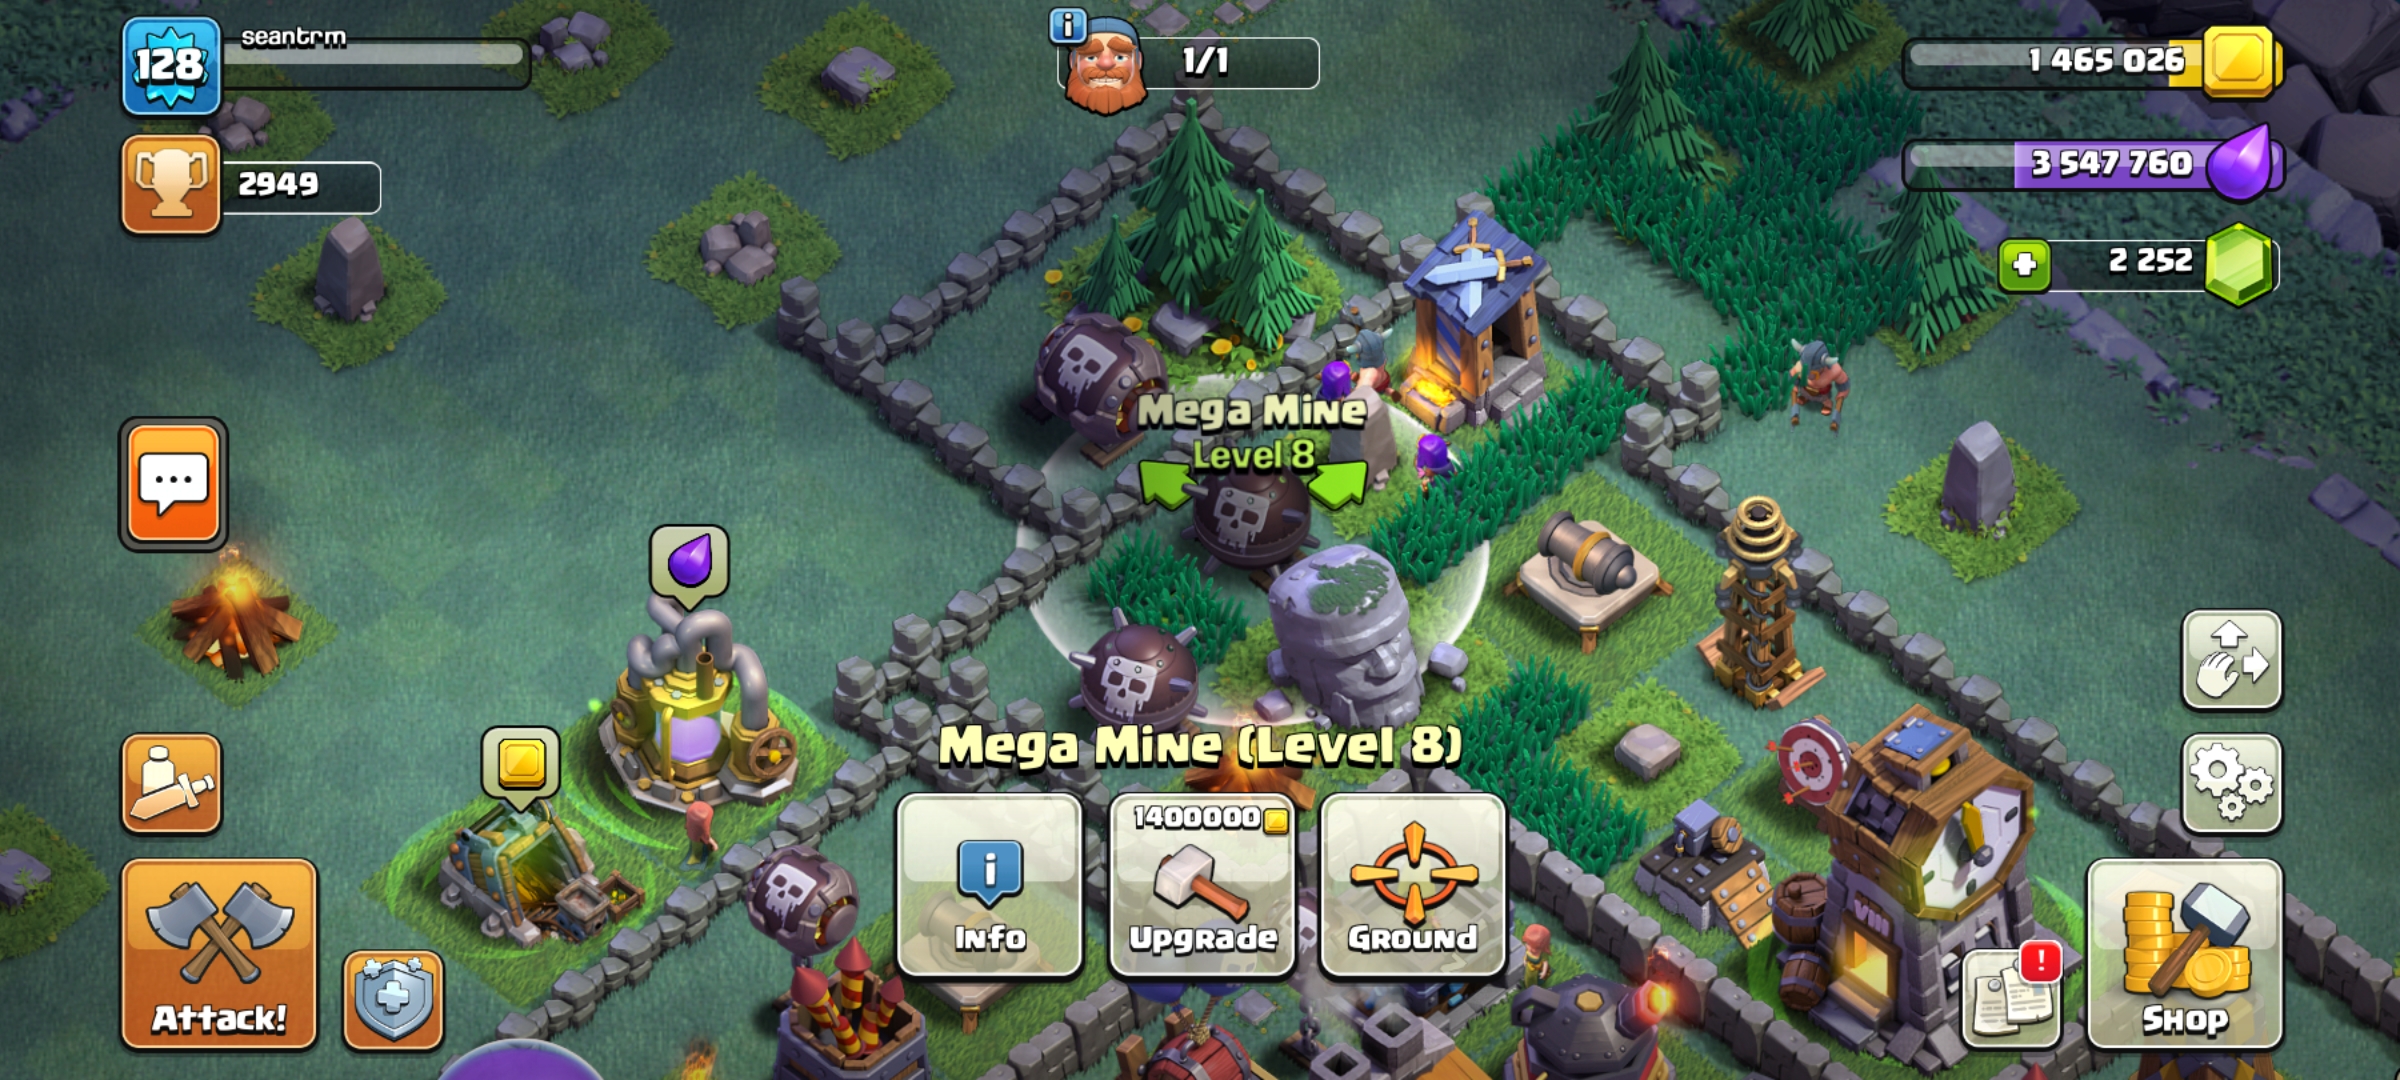 128
seantrm
1/1
1 465 026
2949
3 547 760
2 252
Mega Mine
Level 8
Mega Mine (Level 8)
1400000
Info
Upgrade
Ground
VIII
!
Attack!
Shop